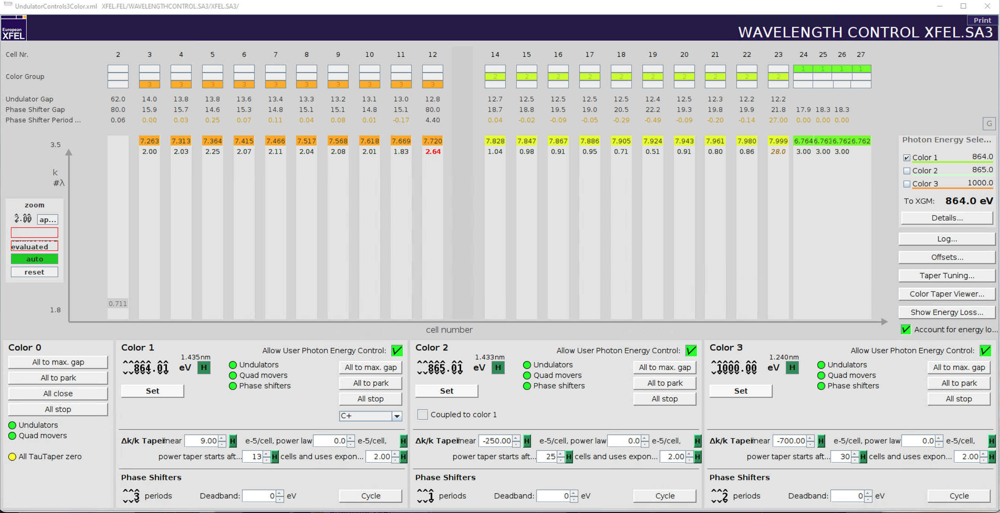 UndulatorControls3Color.xml XFEL.FEL/WAVELENGTHCONTROL.SA3/XFEL.SA3/
Print
European
XFEL
WAVELENGTH CONTROL XFEL.SA3
Cell Nr. 2 3 4 5 6 7 8 9 10 11 12 14 15 16 17 18 19 20 21 22 23 24 25 26 27
1 1 1 1
Color Group 2 2 2 2 2 2 2 2 2 2
3 3 3 3 3 3 3 3 3 3
Undulator Gap 62.0 14.0 13.8 13.8 13.6 13.4 13.3 13.2 13.1 13.0 12.8 12.7 12.5 12.5 12.5 12.5 12.4 12.5 12.3 12.2 12.2
Phase Shifter Gap 80.0 15.9 15.7 14.6 15.3 14.8 15.1 15.1 14.8 15.1 80.0 18.7 18.8 19.5 19.0 20.5 22.2 19.3 19.8 19.9 21.8 17.9 18.3 18.3
Phase Shifter Period ... 0.06 0.00 0.03 0.25 0.07 0.11 0.04 0.08 0.01 -0.17 4.40 0.04 -0.02 -0.09 -0.05 -0.29 -0.49 -0.09 -0.20 -0.14 27.00 0.00 0.00 0.00
G
7.263 7.313 7.364 7.415 7.466 7.517 7.568 7.618 7.669 7.720 7.828 7.847 7.867 7.886 7.905 7.924 7.943 7.961 7.980 7.999 6.764 6.763 6.762 6.762
2.00 2.03 2.25 2.07 2.11 2.04 2.08 2.01 1.83 2.64 1.04 0.98 0.91 0.95 0.71 0.51 0.91 0.80 0.86 28.0 3.00 3.00 3.00
3.5
k
#λ
zoom
2.00 ap...
evaluated
auto
reset
0.711
1.8
cell number
Photon Energy Sele...
Color 1 864.0
Color 2 865.0
Color 3 1000.0
To XGM: 864.0 eV
Details...
Log...
Offsets...
Taper Tuning...
Color Taper Viewer...
Show Energy Loss...
Account for energy lo...
Color 0
All to max. gap
All to park
All close
All stop
Undulators
Quad movers
All TauTaper zero
Color 1
Allow User Photon Energy Control:
1.435nm
864.01 eV H
Set
Undulators
Quad movers
Phase shifters
All to max. gap
All to park
All stop
C+
Δk/k Taper linear 9.00 H e-5/cell, power law 0.0 e-5/cell, H
power taper starts aft... 13 H cells and uses expon... 2.00 H
Phase Shifters
3 periods Deadband: 0 eV Cycle
Color 2
Allow User Photon Energy Control:
1.433nm
865.01 eV H
Set
Undulators
Quad movers
Phase shifters
All to max. gap
All to park
All stop
Coupled to color 1
Δk/k Taper linear -250.00 H e-5/cell, power law 0.0 e-5/cell, H
power taper starts aft... 25 H cells and uses expon... 2.00 H
Phase Shifters
1 periods Deadband: 0 eV Cycle
Color 3
Allow User Photon Energy Control:
1.240nm
1000.00 eV H
Set
Undulators
Quad movers
Phase shifters
All to max. gap
All to park
All stop
Δk/k Taper linear -700.00 H e-5/cell, power law 0.0 e-5/cell, H
power taper starts aft... 30 H cells and uses expon... 2.00 H
Phase Shifters
2 periods Deadband: 0 eV Cycle